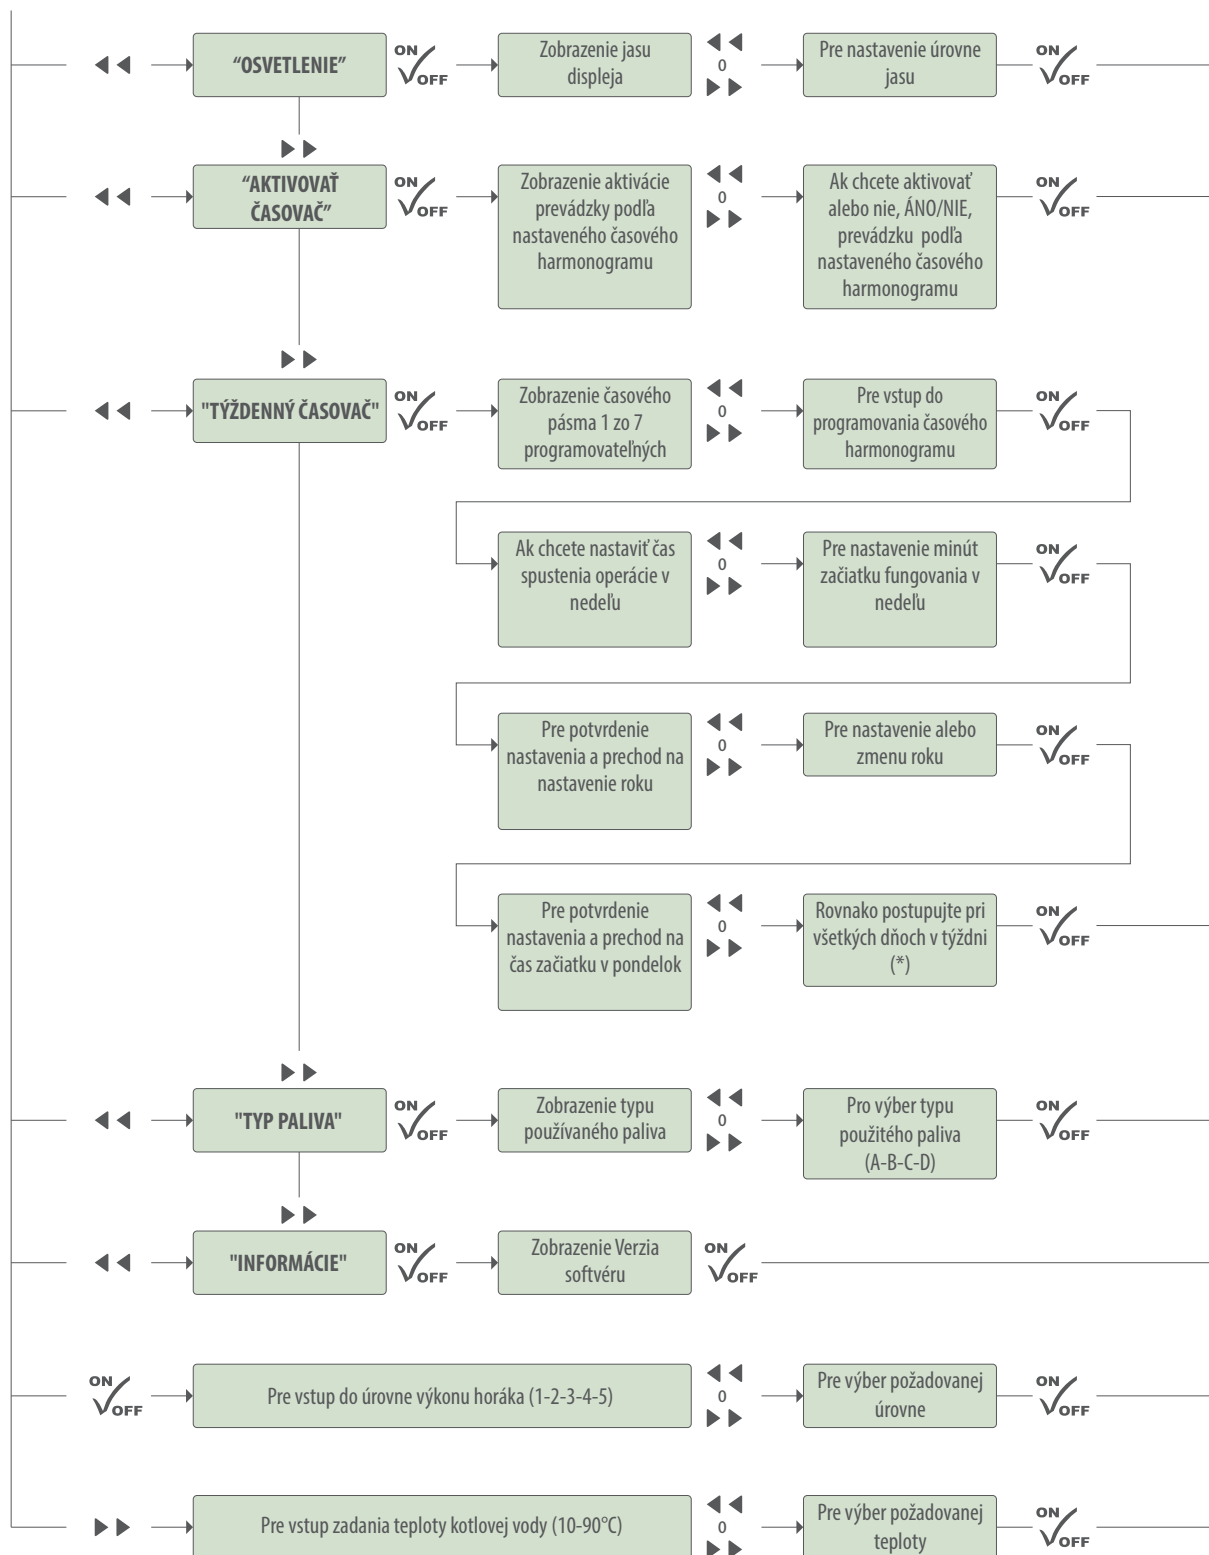 ON
OFF
“OSVETLENIE”
Zobrazenie jasu
displeja
0
Pre nastavenie úrovne
jasu
ON
OFF
“AKTIVOVAŤ
ČASOVAČ”
ON
OFF
Zobrazenie aktivácie
prevádzky podľa
nastaveného časového
harmonogramu
0
Ak chcete aktivovať
alebo nie, ÁNO/NIE,
prevádzku podľa
nastaveného časového
harmonogramu
ON
OFF
"TÝŽDENNÝ ČASOVAČ"
ON
OFF
Zobrazenie časového
pásma 1 zo 7
programovateľných
0
Pre vstup do
programovania časového
harmonogramu
ON
OFF
Ak chcete nastaviť čas
spustenia operácie v
nedeľu
0
Pre nastavenie minút
začiatku fungovania v
nedeľu
ON
OFF
Pre potvrdenie
nastavenia a prechod na
nastavenie roku
0
Pre nastavenie alebo
zmenu roku
ON
OFF
Pre potvrdenie
nastavenia a prechod na
čas začiatku v pondelok
0
Rovnako postupujte pri
všetkých dňoch v týždni
(*)
ON
OFF
"TYP PALIVA"
ON
OFF
Zobrazenie typu
používaného paliva
0
Pro výber typu
použitého paliva
(A-B-C-D)
ON
OFF
"INFORMÁCIE"
ON
OFF
Zobrazenie Verzia
softvéru
ON
OFF
ON
OFF
Pre vstup do úrovne výkonu horáka (1-2-3-4-5)
0
Pre výber požadovanej
úrovne
ON
OFF
Pre vstup zadania teploty kotlovej vody (10-90°C)
0
Pre výber požadovanej
teploty
ON
OFF